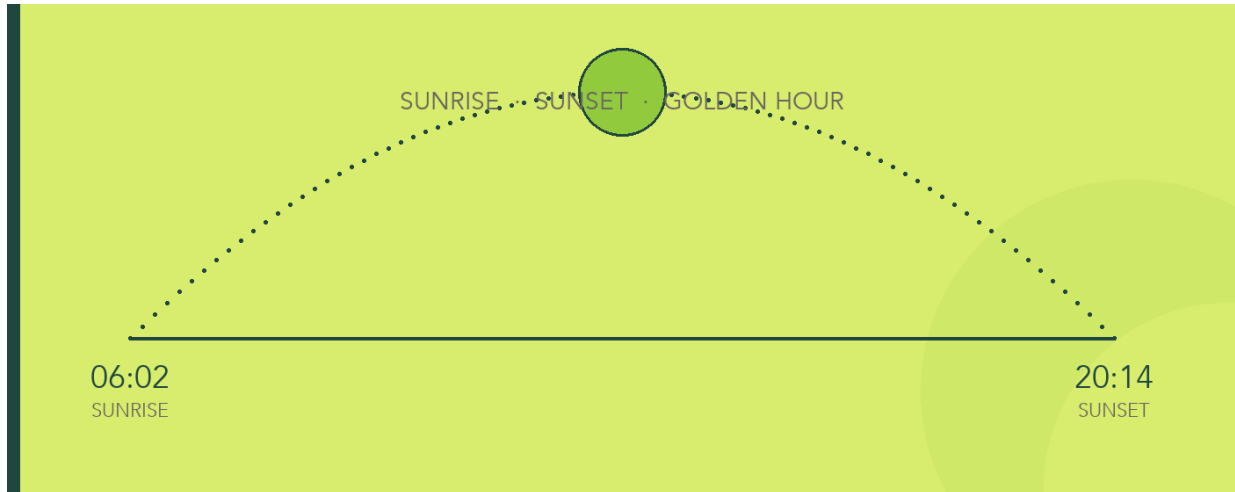 SUNRISE · SUNSET · GOLDEN HOUR
06:02
SUNRISE
20:14
SUNSET